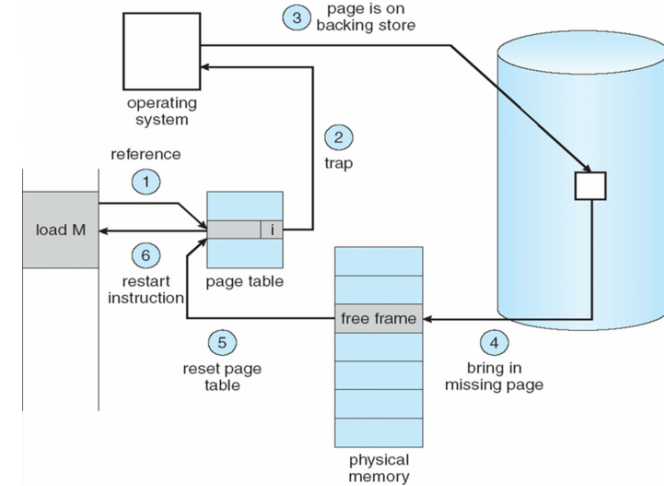 3
page is on
backing store
operating
system
2
trap
reference
1
load M
i
6
restart
instruction
page table
free frame
5
reset page
table
4
bring in
missing page
physical
memory